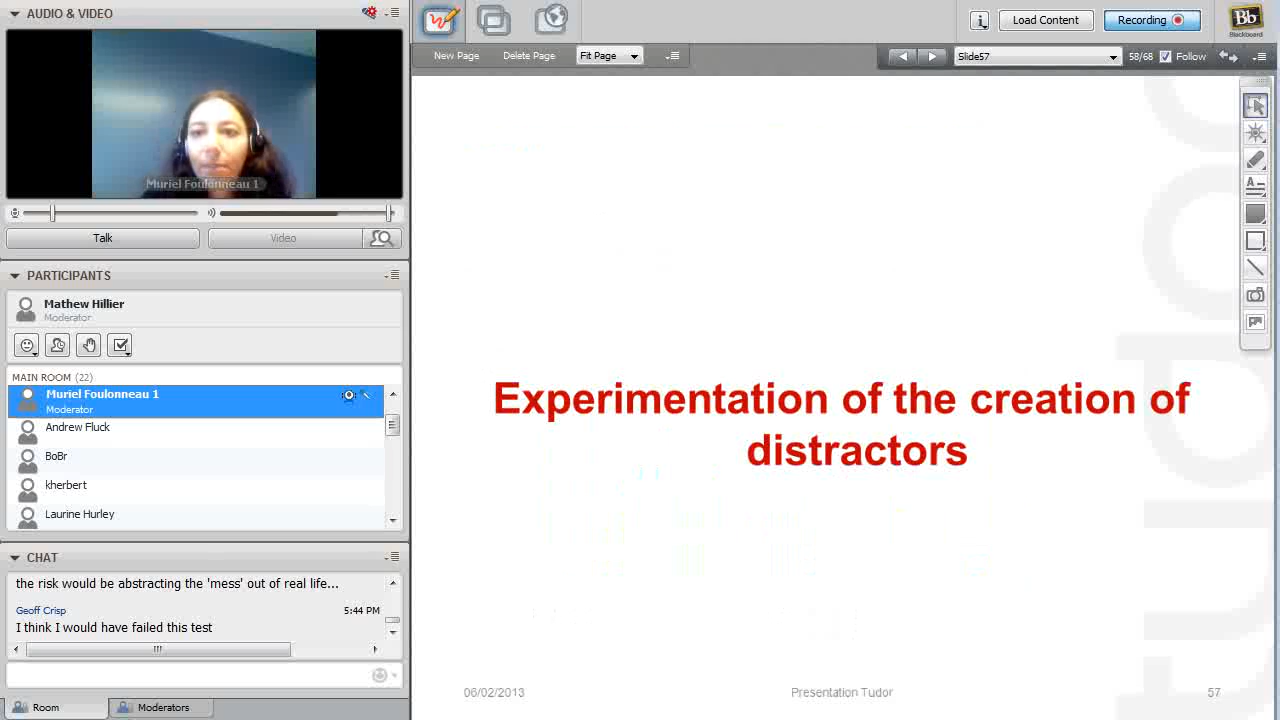 AUDIO & VIDEO
Muriel Foulonneau 1
Talk
Video
PARTICIPANTS
Mathew Hillier
Moderator
MAIN ROOM (22)
Muriel Foulonneau 1
Moderator
Andrew Fluck
BoBr
kherbert
Laurine Hurley
CHAT
the risk would be abstracting the 'mess' out of real life...
Geoff Crisp 5:44 PM
I think I would have failed this test
Room
Moderators
Load Content
Recording
Bb
Blackboard
New Page
Delete Page
Fit Page
Slide57
58/68
Follow
Experimentation of the creation of
distractors
06/02/2013
Presentation Tudor
57